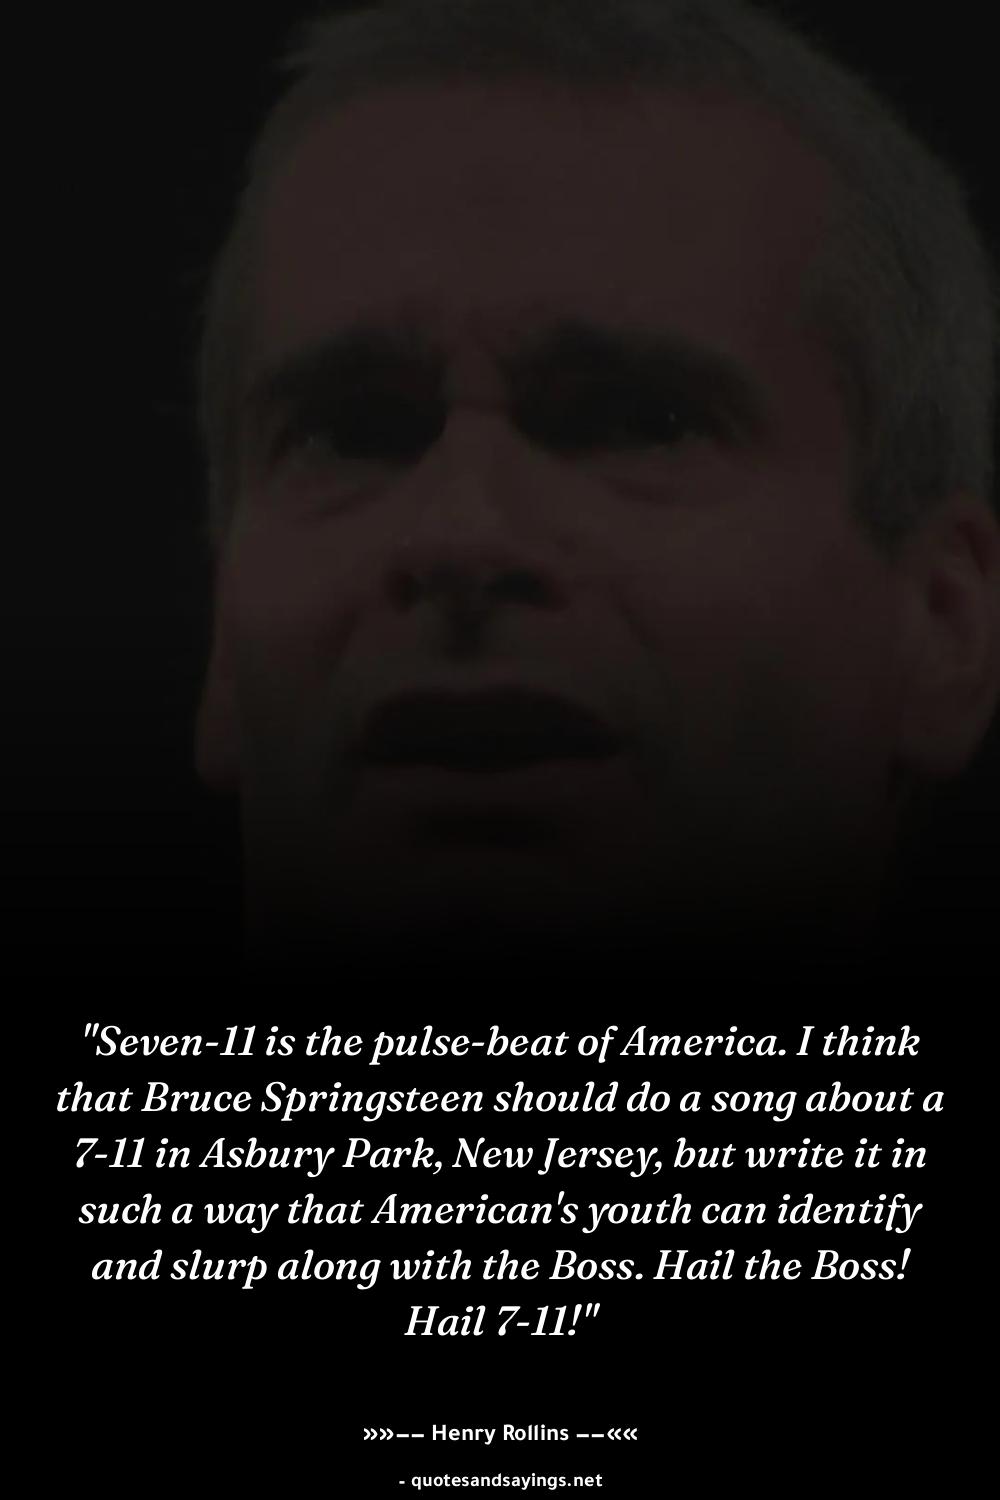 "Seven-11 is the pulse-beat of America. I think
that Bruce Springsteen should do a song about a
7-11 in Asbury Park, New Jersey, but write it in
such a way that American's youth can identify
and slurp along with the Boss. Hail the Boss!
Hail 7-11!"
»»−− Henry Rollins −−««
- quotesandsayings.net